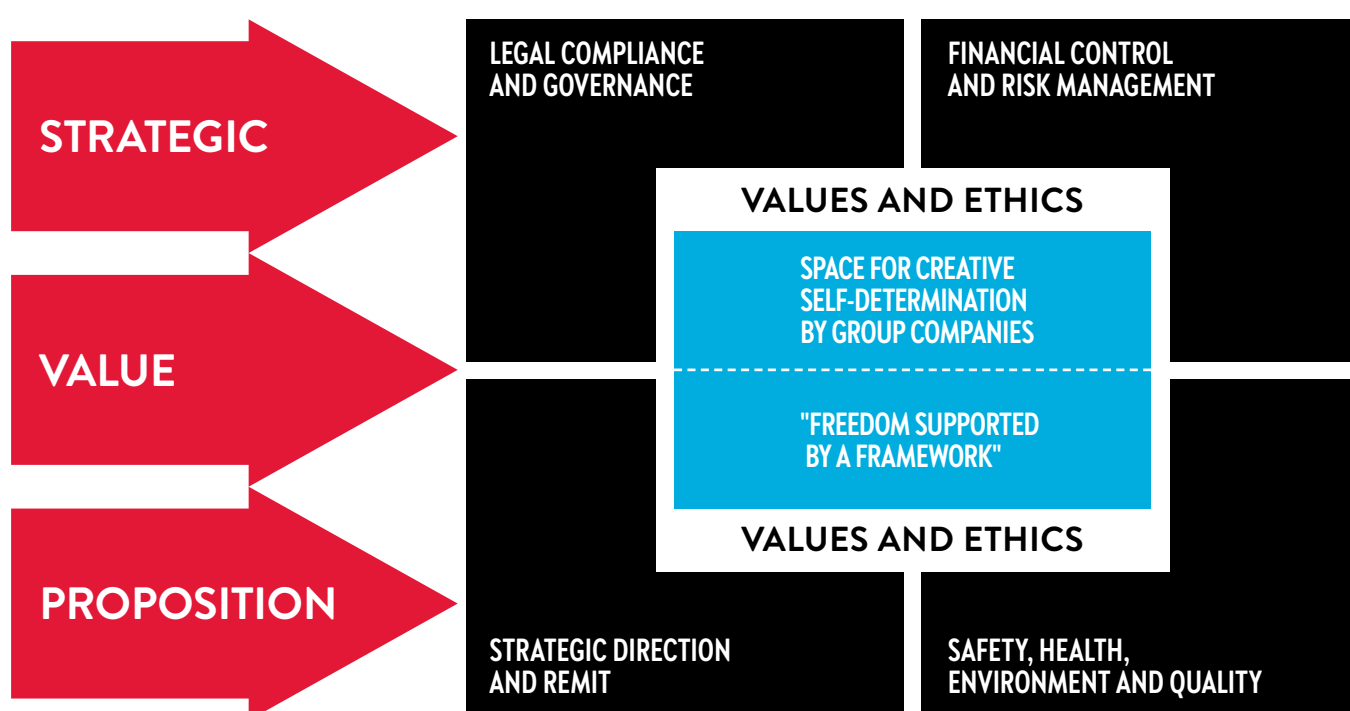 STRATEGIC
VALUE
PROPOSITION
LEGAL COMPLIANCE
AND GOVERNANCE
FINANCIAL CONTROL
AND RISK MANAGEMENT
VALUES AND ETHICS
SPACE FOR CREATIVE
SELF-DETERMINATION
BY GROUP COMPANIES
"FREEDOM SUPPORTED
BY A FRAMEWORK"
VALUES AND ETHICS
STRATEGIC DIRECTION
AND REMIT
SAFETY, HEALTH,
ENVIRONMENT AND QUALITY